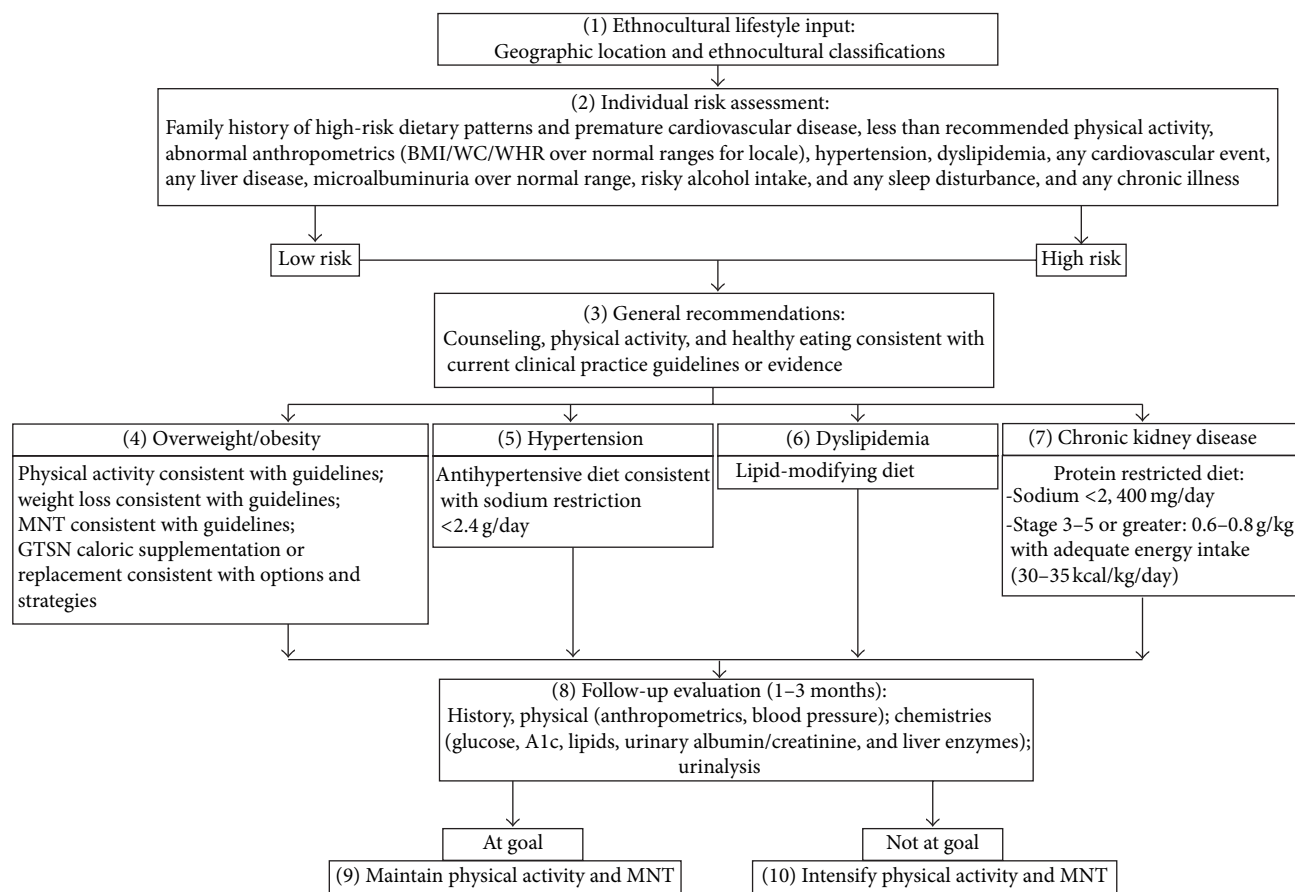 (1) Ethnocultural lifestyle input:
Geographic location and ethnocultural classifications
(2) Individual risk assessment:
Family history of high-risk dietary patterns and premature cardiovascular disease, less than recommended physical activity,
abnormal anthropometrics (BMI/WC/WHR over normal ranges for locale), hypertension, dyslipidemia, any cardiovascular event,
any liver disease, microalbuminuria over normal range, risky alcohol intake, and any sleep disturbance, and any chronic illness
Low risk
High risk
(3) General recommendations:
Counseling, physical activity, and healthy eating consistent with
current clinical practice guidelines or evidence
(4) Overweight/obesity
Physical activity consistent with guidelines;
weight loss consistent with guidelines;
MNT consistent with guidelines;
GTSN caloric supplementation or
replacement consistent with options and
strategies
(5) Hypertension
Antihypertensive diet consistent
with sodium restriction
<2.4 g/day
(6) Dyslipidemia
Lipid-modifying diet
(7) Chronic kidney disease
Protein restricted diet:
-Sodium <2, 400 mg/day
-Stage 3–5 or greater: 0.6–0.8 g/kg
with adequate energy intake
(30–35 kcal/kg/day)
(8) Follow-up evaluation (1–3 months):
History, physical (anthropometrics, blood pressure); chemistries
(glucose, A1c, lipids, urinary albumin/creatinine, and liver enzymes);
urinalysis
At goal
(9) Maintain physical activity and MNT
Not at goal
(10) Intensify physical activity and MNT